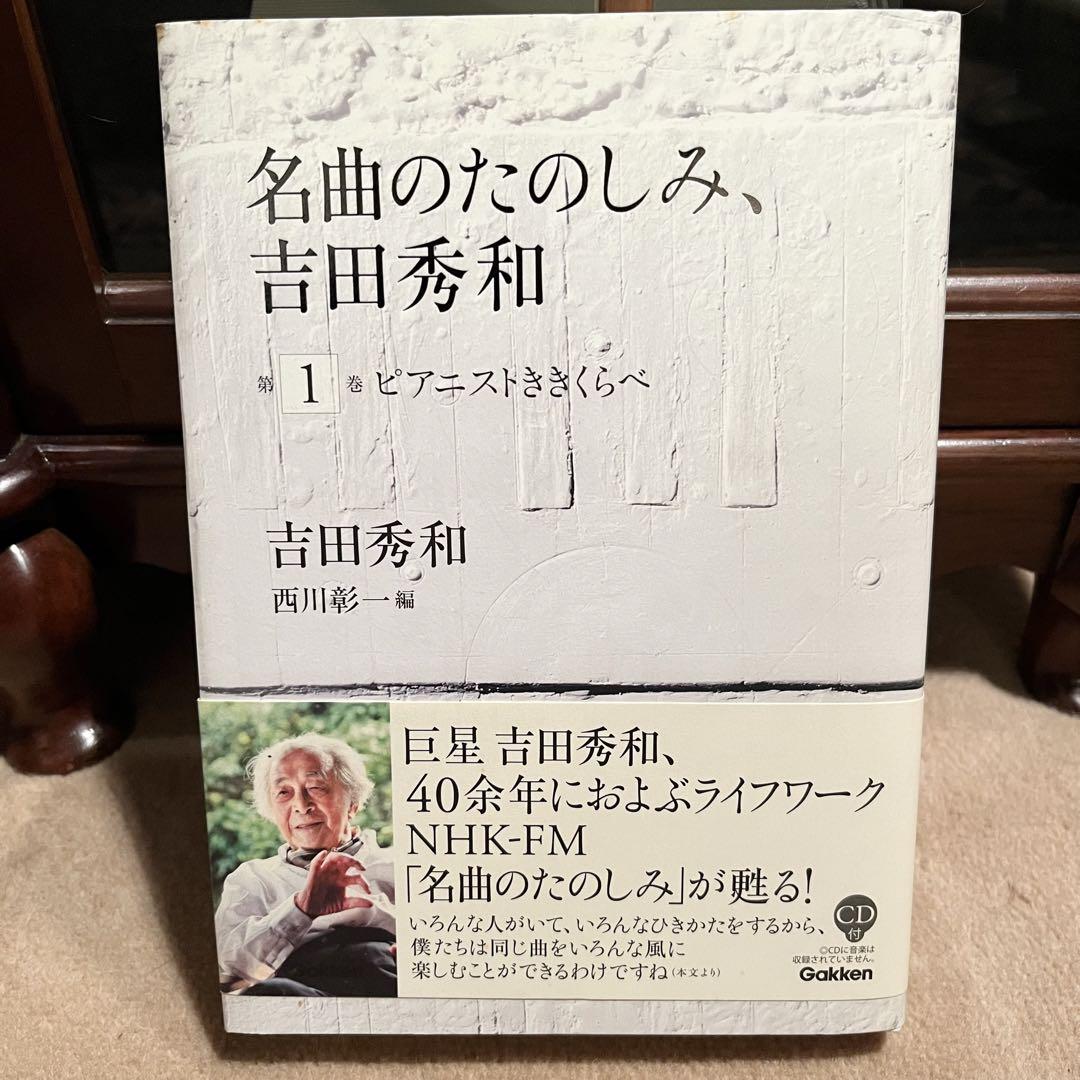 名曲のたのしみ、
吉田秀和
第1巻 ピアニストききくらべ
吉田秀和
西川彰一 編
巨星 吉田秀和、
40余年におよぶライフワーク
NHK-FM
「名曲のたのしみ」が甦る!
いろんな人がいて、いろんなひきかたをするから、
僕たちは同じ曲をいろんな風に
楽しむことができるわけですね(本文より)
CD
付
◎CDに音楽は
収録されていません。
Gakken